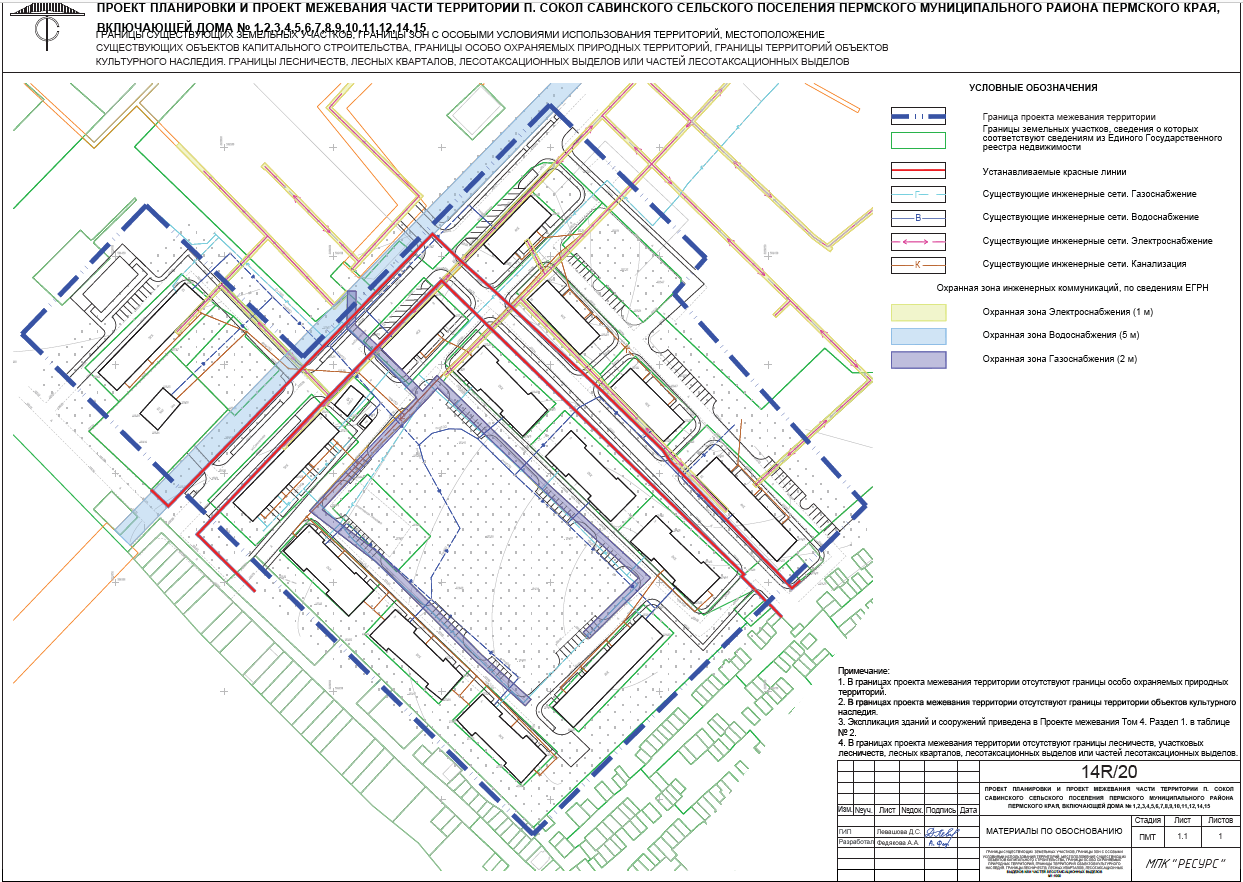 ПРОЕКТ ПЛАНИРОВКИ И ПРОЕКТ МЕЖЕВАНИЯ ЧАСТИ ТЕРРИТОРИИ П. СОКОЛ САВИНСКОГО СЕЛЬСКОГО ПОСЕЛЕНИЯ ПЕРМСКОГО МУНИЦИПАЛЬНОГО РАЙОНА ПЕРМСКОГО КРАЯ,
ВКЛЮЧАЮЩЕЙ ДОМА № 1,2,3,4,5,6,7,8,9,10,11,12,14,15
ГРАНИЦЫ СУЩЕСТВУЮЩИХ ЗЕМЕЛЬНЫХ УЧАСТКОВ, ГРАНИЦЫ ЗОН С ОСОБЫМИ УСЛОВИЯМИ ИСПОЛЬЗОВАНИЯ ТЕРРИТОРИЙ, МЕСТОПОЛОЖЕНИЕ
СУЩЕСТВУЮЩИХ ОБЪЕКТОВ КАПИТАЛЬНОГО СТРОИТЕЛЬСТВА, ГРАНИЦЫ ОСОБО ОХРАНЯЕМЫХ ПРИРОДНЫХ ТЕРРИТОРИЙ, ГРАНИЦЫ ТЕРРИТОРИЙ ОБЪЕКТОВ
КУЛЬТУРНОГО НАСЛЕДИЯ. ГРАНИЦЫ ЛЕСНИЧЕСТВ, ЛЕСНЫХ КВАРТАЛОВ, ЛЕСОТАКСАЦИОННЫХ ВЫДЕЛОВ ИЛИ ЧАСТЕЙ ЛЕСОТАКСАЦИОННЫХ ВЫДЕЛОВ
УСЛОВНЫЕ ОБОЗНАЧЕНИЯ
Граница проекта межевания территории
Границы земельных участков, сведения о которых
соответствуют сведениям из Единого Государственного
реестра недвижимости
Устанавливаемые красные линии
Г Существующие инженерные сети. Газоснабжение
В Существующие инженерные сети. Водоснабжение
Существующие инженерные сети. Электроснабжение
К Существующие инженерные сети. Канализация
Охранная зона инженерных коммуникаций, по сведениям ЕГРН
Охранная зона Электроснабжения (1 м)
Охранная зона Водоснабжения (5 м)
Охранная зона Газоснабжения (2 м)
Примечание:
1. В границах проекта межевания территории отсутствуют границы особо охраняемых природных
территорий.
2. В границах проекта межевания территории отсутствуют границы территории объектов культурного
наследия.
3. Экспликация зданий и сооружений приведена в Проекте межевания Том 4. Раздел 1. в таблице
№ 2.
4. В границах проекта межевания территории отсутствуют границы лесничеств, участковых
лесничеств, лесных кварталов, лесотаксационных выделов или частей лесотаксационных выделов.
14R/20
ПРОЕКТ ПЛАНИРОВКИ И ПРОЕКТ МЕЖЕВАНИЯ ЧАСТИ ТЕРРИТОРИИ П. СОКОЛ
САВИНСКОГО СЕЛЬСКОГО ПОСЕЛЕНИЯ ПЕРМСКОГО МУНИЦИПАЛЬНОГО РАЙОНА
ПЕРМСКОГО КРАЯ, ВКЛЮЧАЮЩЕЙ ДОМА № 1,2,3,4,5,6,7,8,9,10,11,12,14,15
Изм. №уч. Лист №док. Подпись Дата
ГИП Левашова Д.С.
Разработал Федякова А.А.
МАТЕРИАЛЫ ПО ОБОСНОВАНИЮ
Стадия Лист Листов
ПМТ 1.1 1
ВЫДЕЛОВ ИЛИ ЧАСТЕЙ ЛЕСОТАКСАЦИОННЫХ ВЫДЕЛОВ
МПК "РЕСУРС"